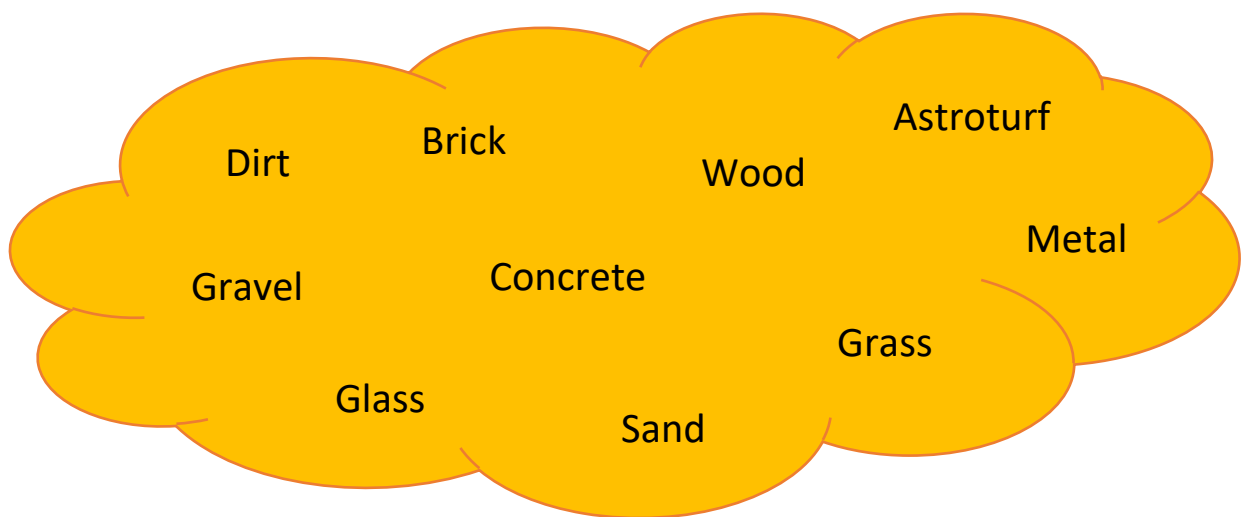 Astroturf
Brick
Dirt
Wood
Metal
Concrete
Gravel
Grass
Glass
Sand